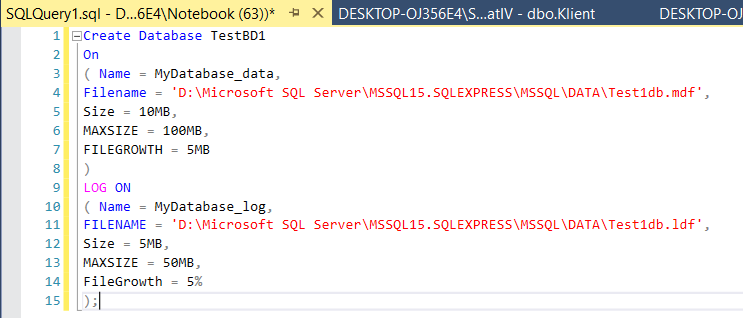 SQLQuery1.sql - D...6E4\Notebook (63))* DESKTOP-OJ356E4\S...atIV - dbo.Klient DESKTOP-OJ356E4\S
1 Create Database TestBD1
2 On
3 ( Name = MyDatabase_data,
4 Filename = 'D:\Microsoft SQL Server\MSSQL15.SQLEXPRESS\MSSQL\DATA\Test1db.mdf',
5 Size = 10MB,
6 MAXSIZE = 100MB,
7 FILEGROWTH = 5MB
8 )
9 LOG ON
10 ( Name = MyDatabase_log,
11 FILENAME = 'D:\Microsoft SQL Server\MSSQL15.SQLEXPRESS\MSSQL\DATA\Test1db.ldf',
12 Size = 5MB,
13 MAXSIZE = 50MB,
14 FileGrowth = 5%
15 );